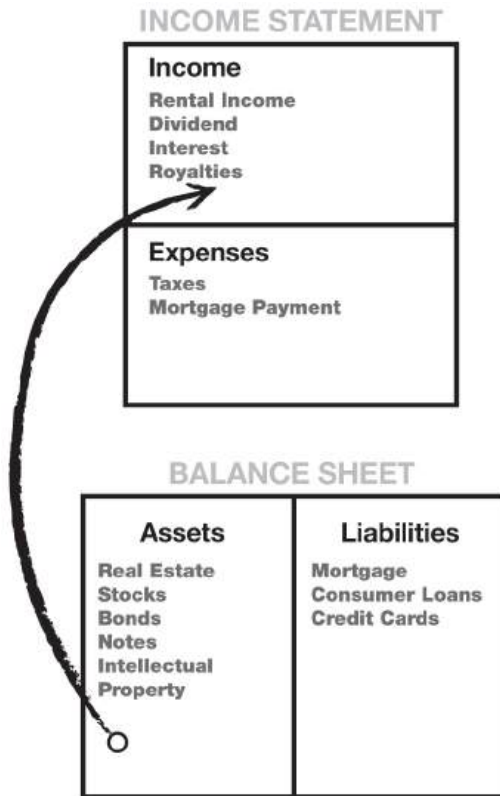 INCOME STATEMENT
Income
Rental Income
Dividend
Interest
Royalties
Expenses
Taxes
Mortgage Payment
BALANCE SHEET
Assets
Real Estate
Stocks
Bonds
Notes
Intellectual
Property
Liabilities
Mortgage
Consumer Loans
Credit Cards